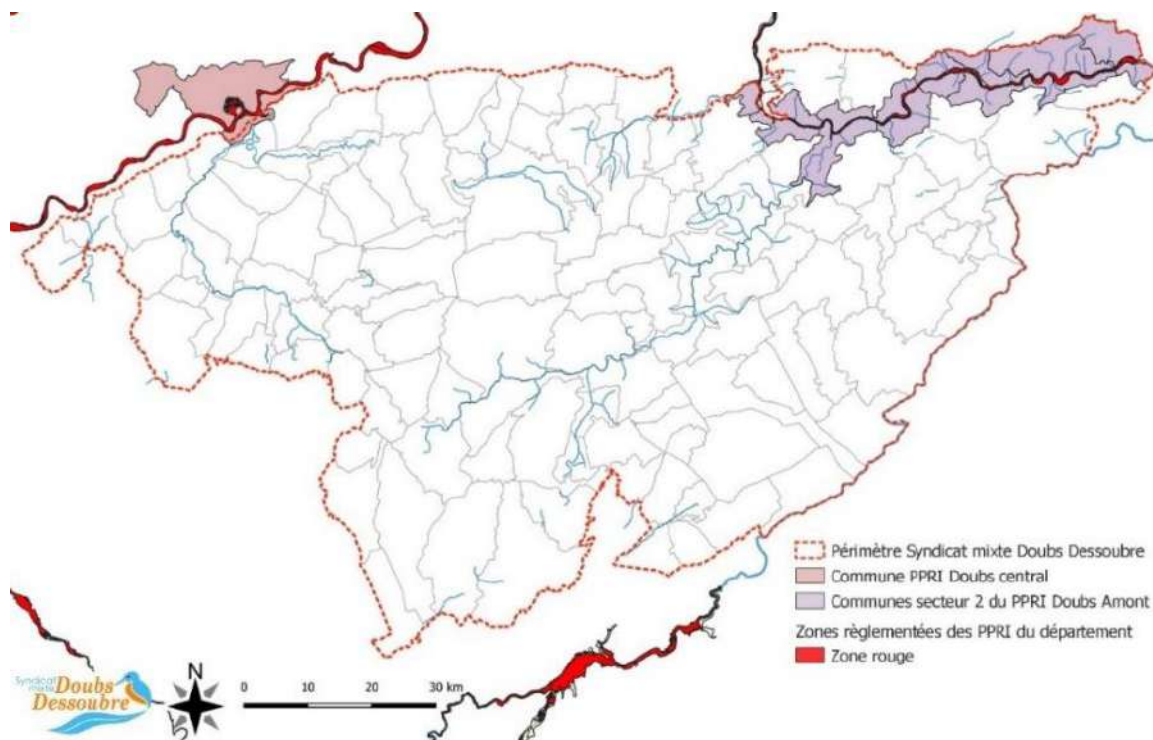 Périmètre Syndicat mixte Doubs Dessoubre
Commune PPRI Doubs central
Communes secteur 2 du PPRI Doubs Amont
Zones règlementées des PPRI du département
Zone rouge
Syndicat
mixte
Doubs
Dessoubre
N
0 10 20 30 km